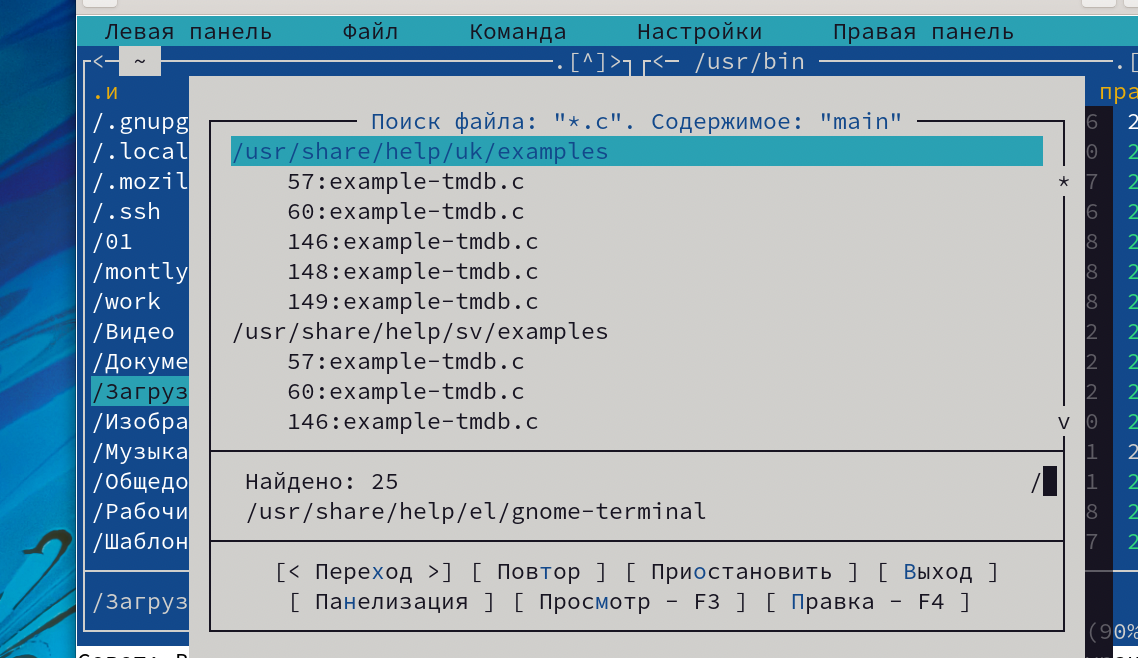 Левая панель Файл Команда Настройки Правая панель
<— ~ .[^]> <— /usr/bin .[
.и
/.gnupg
/.local
/.mozil
/.ssh
/01
/montly
/work
/Видео
/Докуме
/Загруз
/Изобра
/Музыка
/Общедо
/Рабочи
/Шаблон
/Загруз
Поиск файла: "*.c". Содержимое: "main"
/usr/share/help/uk/examples
57:example-tmdb.c
60:example-tmdb.c
146:example-tmdb.c
148:example-tmdb.c
149:example-tmdb.c
/usr/share/help/sv/examples
57:example-tmdb.c
60:example-tmdb.c
146:example-tmdb.c
Найдено: 25 /
/usr/share/help/el/gnome-terminal
[< Переход >] [ Повтор ] [ Приостановить ] [ Выход ]
[ Панелизация ] [ Просмотр - F3 ] [ Правка - F4 ]
пра
6 2
0 2
7 2
6 2
8 2
8 2
8 2
2 2
2 2
2 2
0 2
1 2
1 2
8 2
7 2
(90%